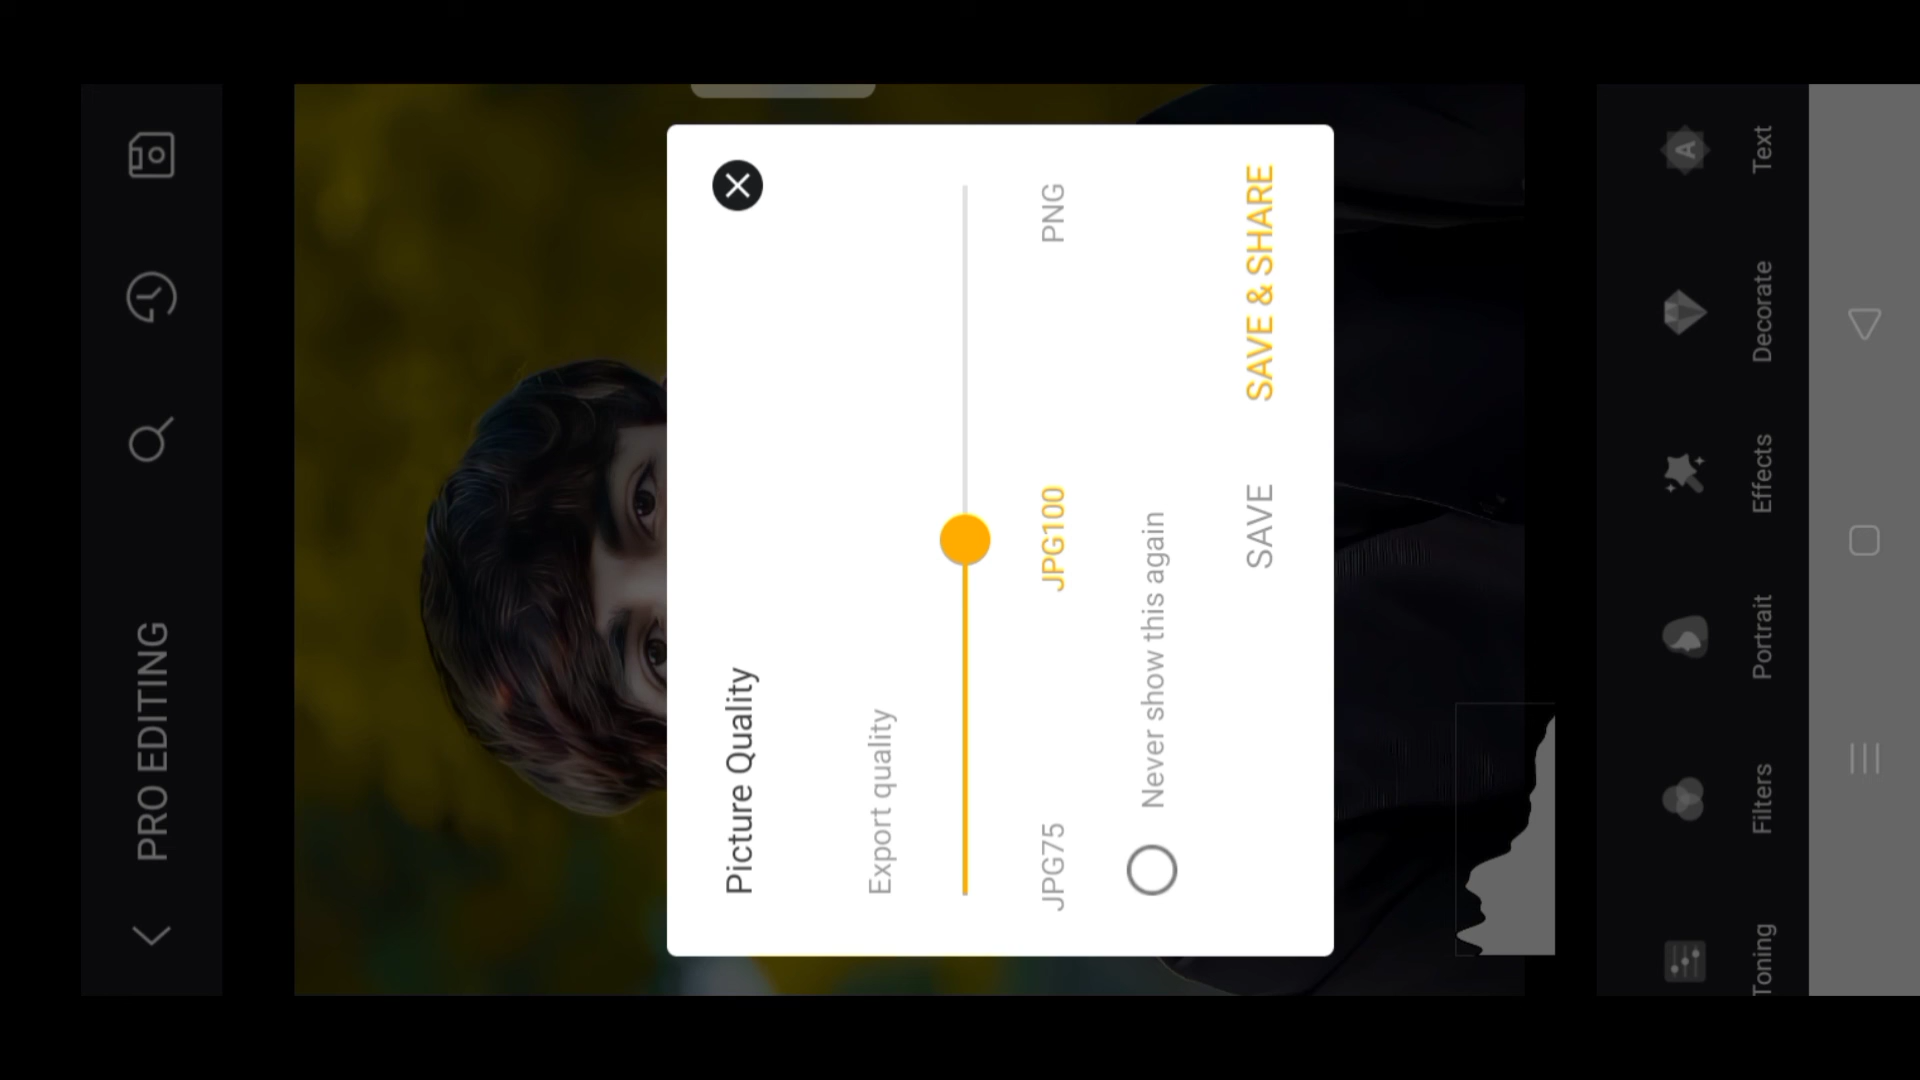 PRO EDITING
Picture Quality
Export quality
JPG75 JPG100 PNG
Never show this again
SAVE SAVE & SHARE
Toning Filters Portrait Effects Decorate Text